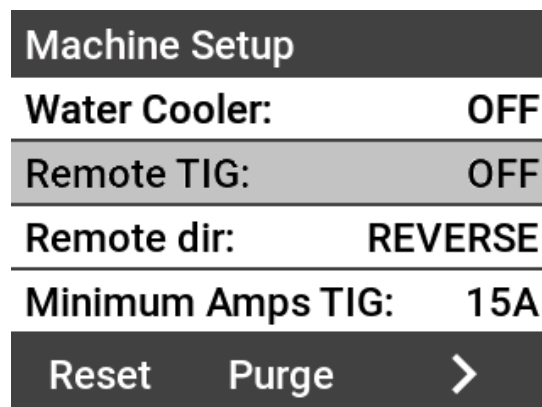 Machine Setup
Water Cooler: OFF
Remote TIG: OFF
Remote dir: REVERSE
Minimum Amps TIG: 15A
Reset Purge >